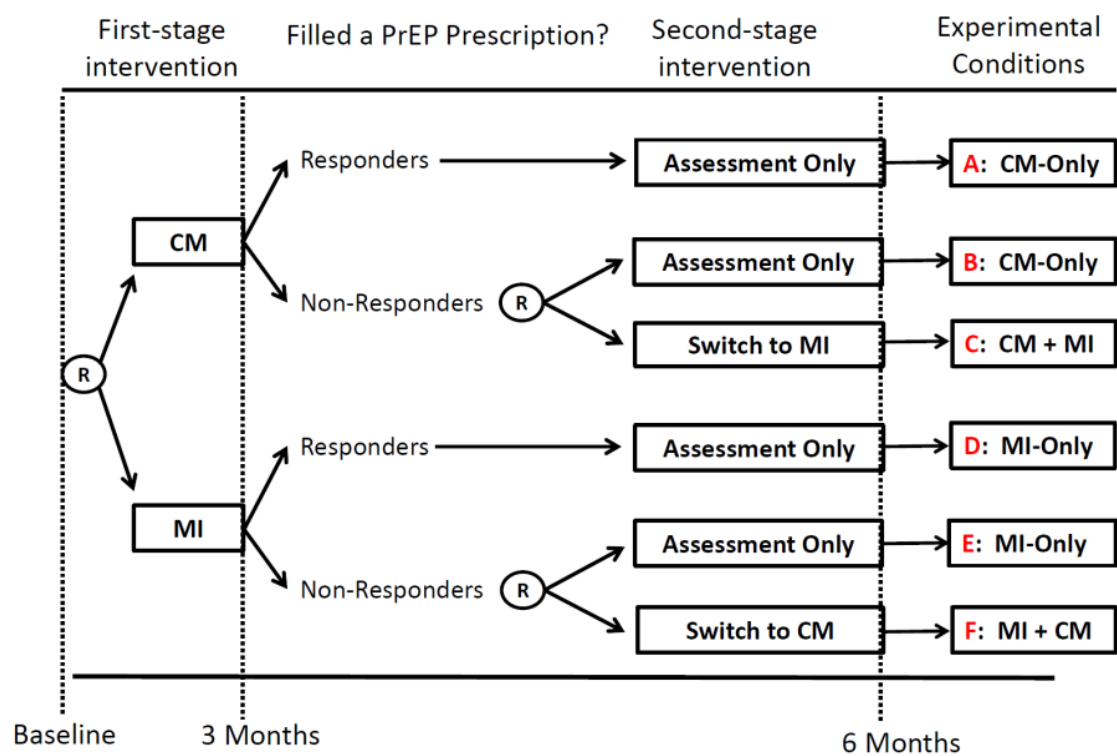 First-stage
intervention
Filled a PrEP Prescription?
Second-stage
intervention
Experimental
Conditions
Responders
Assessment Only
A: CM-Only
CM
Assessment Only
B: CM-Only
Non-Responders
R
Switch to MI
C: CM + MI
R
Responders
Assessment Only
D: MI-Only
MI
Assessment Only
E: MI-Only
Non-Responders
R
Switch to CM
F: MI + CM
Baseline
3 Months
6 Months